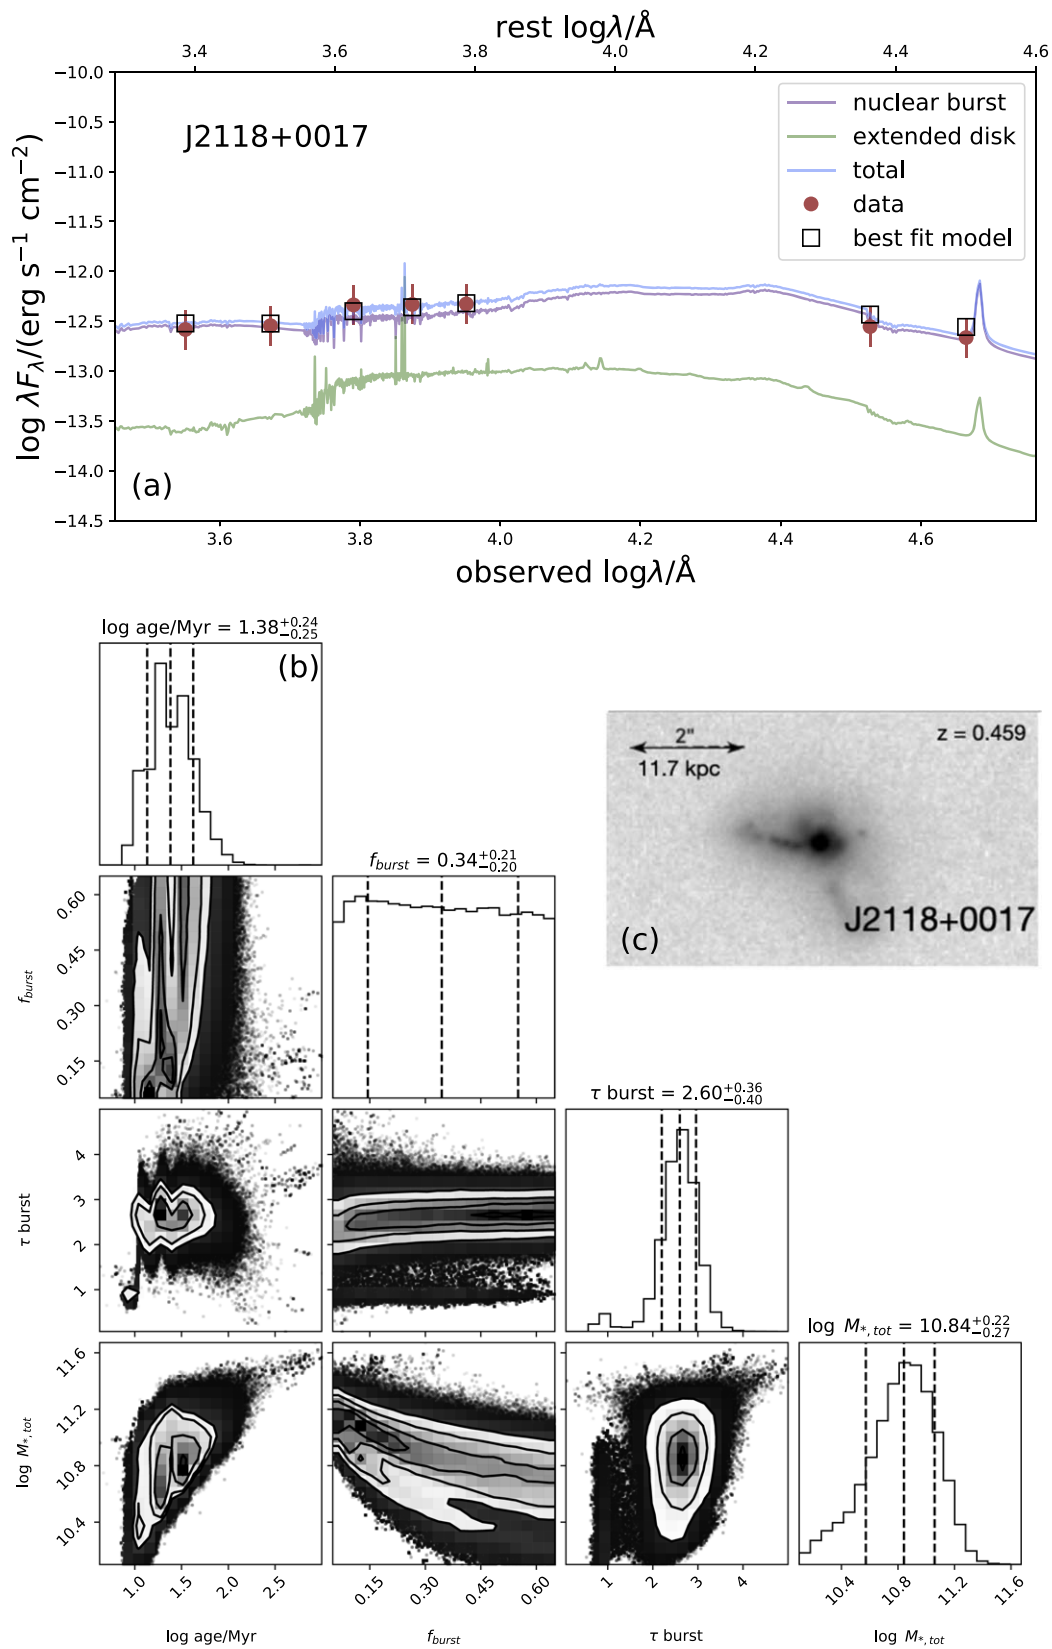 rest logλ/Å
3.4 3.6 3.8 4.0 4.2 4.4 4.6
−10.0
−10.5
−11.0
−11.5
−12.0
−12.5
−13.0
−13.5
−14.0
−14.5
log λF_λ/(erg s⁻¹ cm⁻²)
J2118+0017
nuclear burst
extended disk
total
data
best fit model
(a)
3.6 3.8 4.0 4.2 4.4 4.6
observed logλ/Å
log age/Myr = 1.38⁺⁰·²⁴₋₀.₂₅
(b)
2"
11.7 kpc
z = 0.459
J2118+0017
(c)
f_burst = 0.34⁺⁰·²¹₋₀.₂₀
f_burst
0.60
0.45
0.30
0.15
τ burst = 2.60⁺⁰·³⁶₋₀.₄₀
τ burst
4
3
2
1
log M_*,tot = 10.84⁺⁰·²²₋₀.₂₇
log M_*,tot
11.6
11.2
10.8
10.4
1.0 1.5 2.0 2.5
0.15 0.30 0.45 0.60
1 2 3 4
10.4 10.8 11.2 11.6
log age/Myr
f_burst
τ burst
log M_*,tot